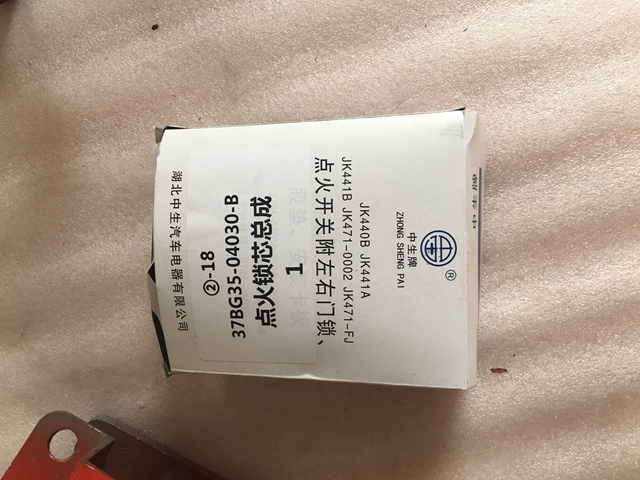 ®
中生牌
ZHONG SHENG PAI
JK440B JK441A
JK441B JK471-0002 JK471-FJ
点火开关附左右门锁、
②-18
37BG35-04030-B
点火锁芯总成
1
湖北中生汽车电器有限公司